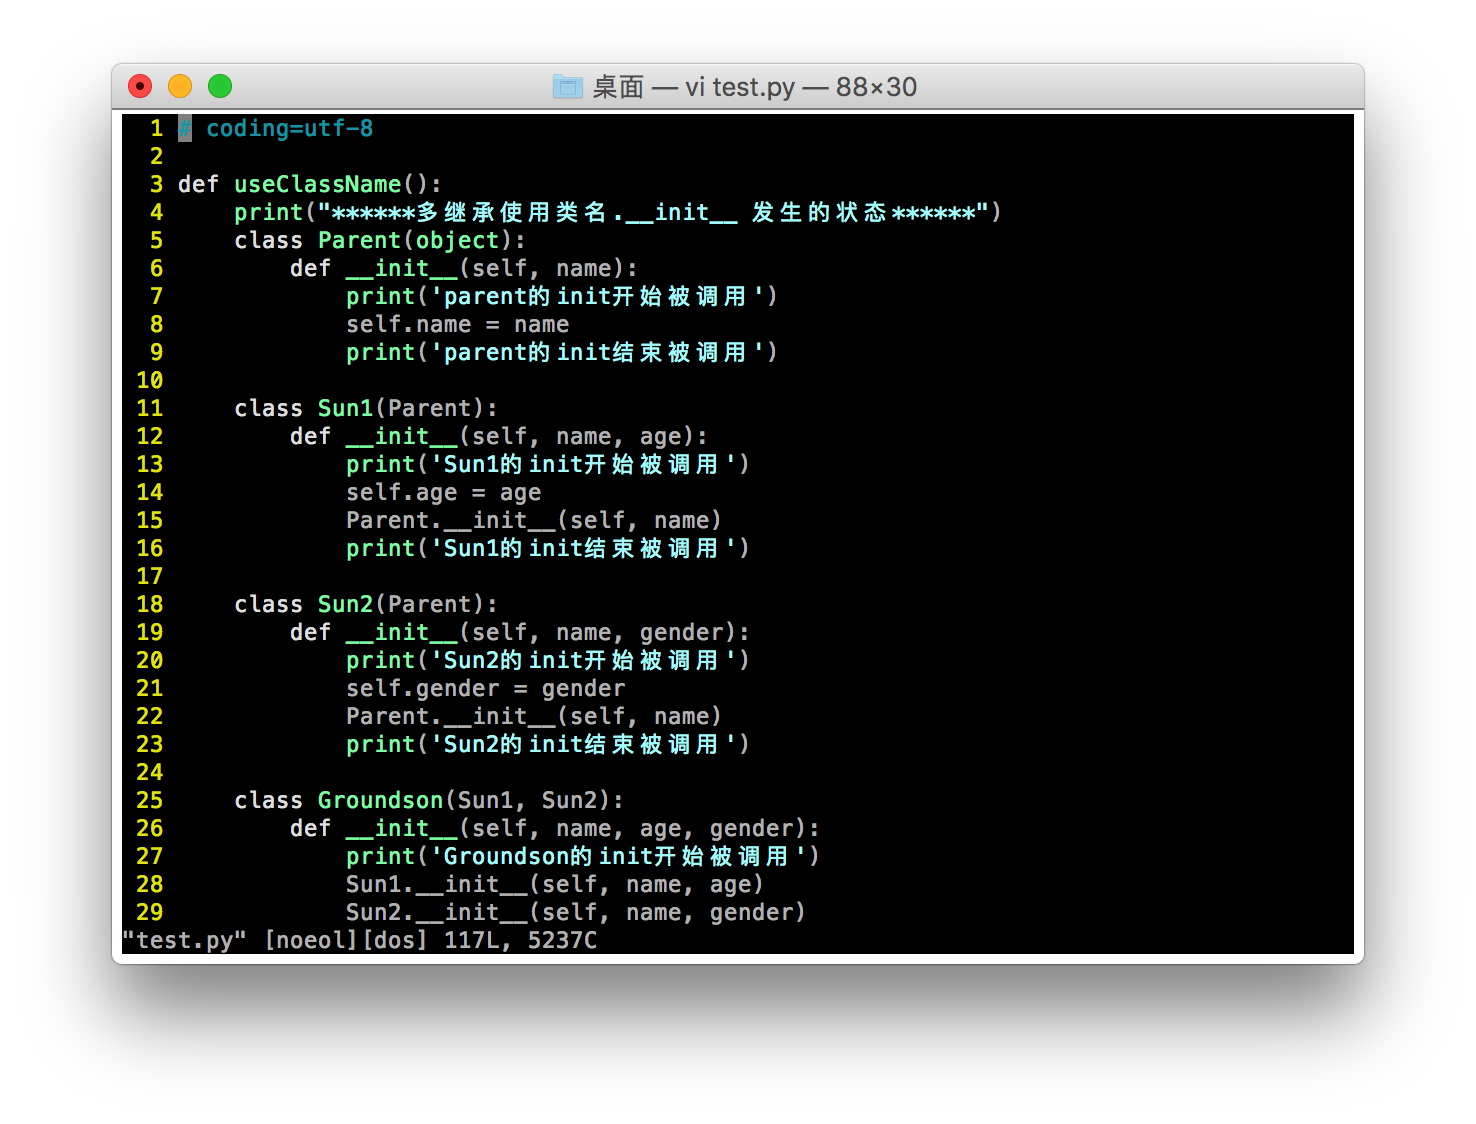 桌面 — vi test.py — 88×30
1 # coding=utf-8
2
3 def useClassName():
4     print("******多继承使用类名.__init__ 发生的状态******")
5     class Parent(object):
6         def __init__(self, name):
7             print('parent的init开始被调用')
8             self.name = name
9             print('parent的init结束被调用')
10
11     class Sun1(Parent):
12         def __init__(self, name, age):
13             print('Sun1的init开始被调用')
14             self.age = age
15             Parent.__init__(self, name)
16             print('Sun1的init结束被调用')
17
18     class Sun2(Parent):
19         def __init__(self, name, gender):
20             print('Sun2的init开始被调用')
21             self.gender = gender
22             Parent.__init__(self, name)
23             print('Sun2的init结束被调用')
24
25     class Groundson(Sun1, Sun2):
26         def __init__(self, name, age, gender):
27             print('Groundson的init开始被调用')
28             Sun1.__init__(self, name, age)
29             Sun2.__init__(self, name, gender)
"test.py" [noeol][dos] 117L, 5237C